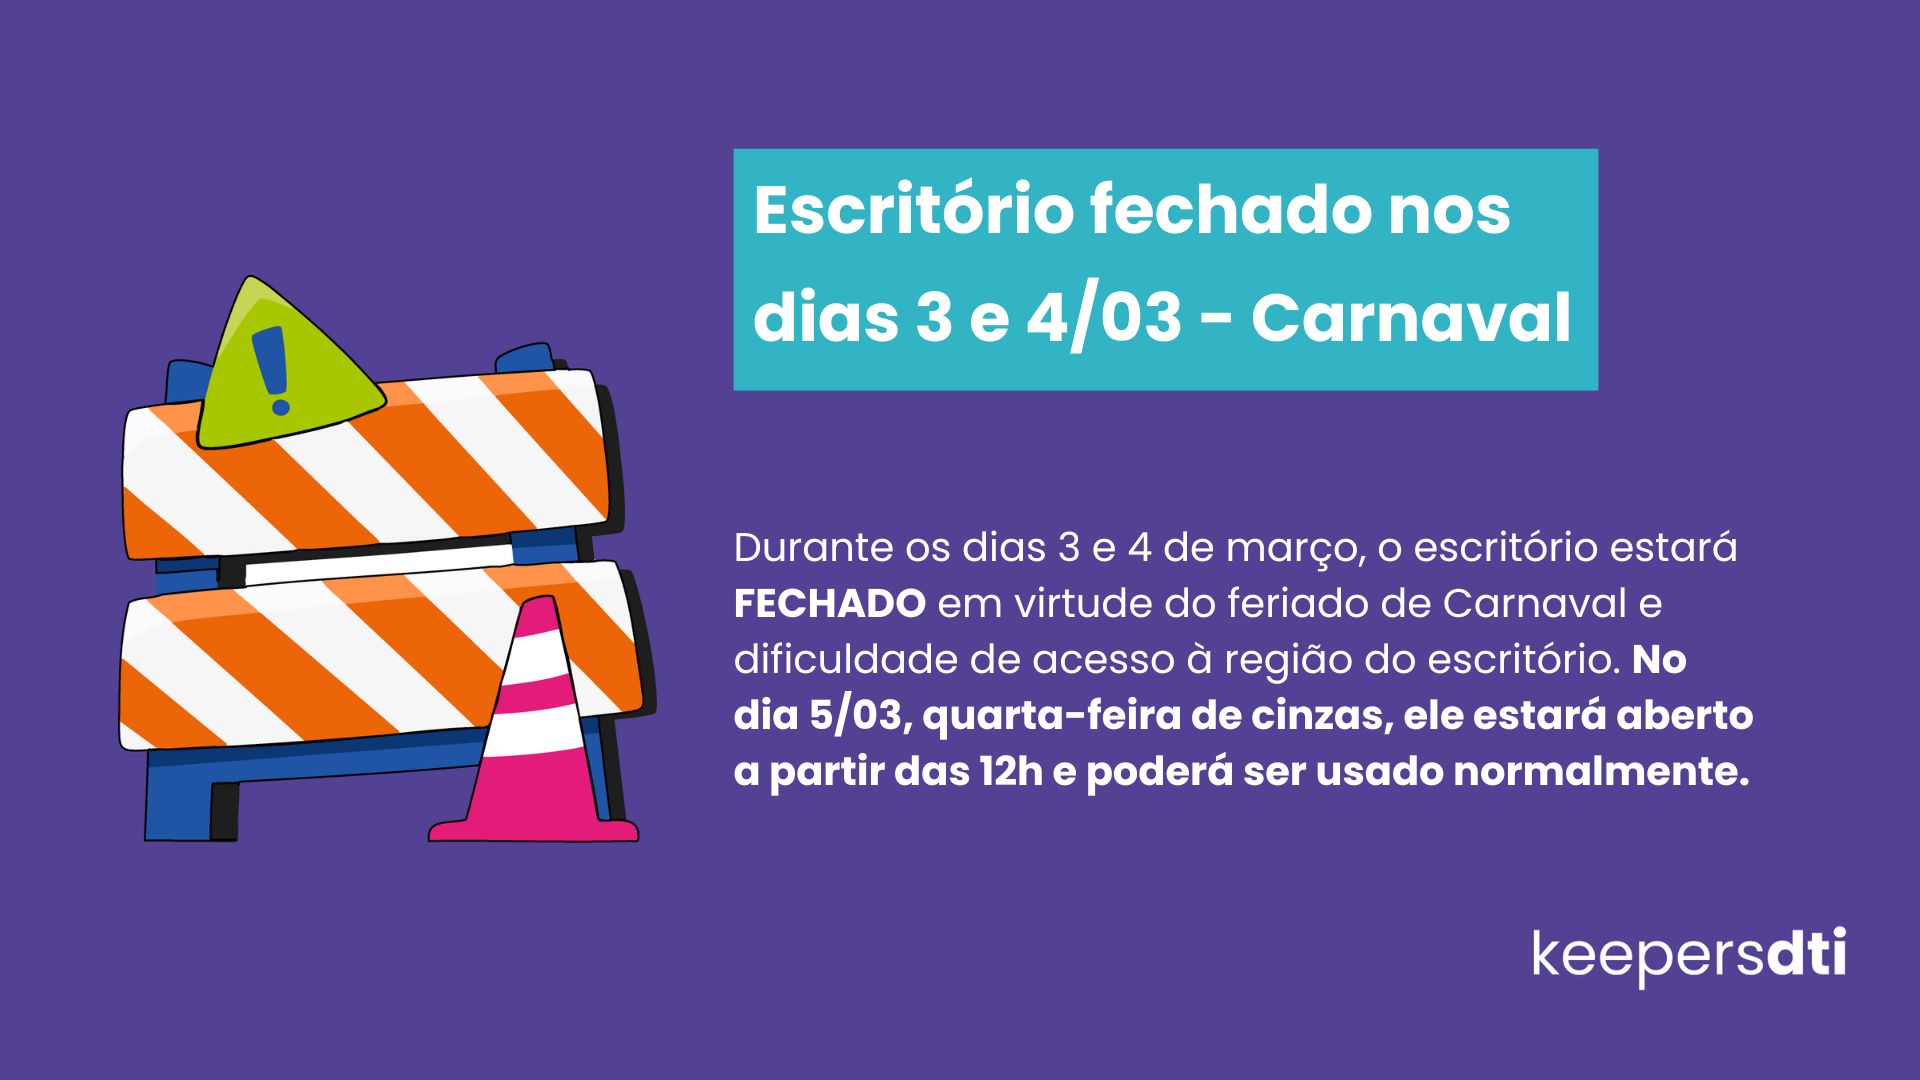 Escritório fechado nos
dias 3 e 4/03 - Carnaval
Durante os dias 3 e 4 de março, o escritório estará
FECHADO em virtude do feriado de Carnaval e
dificuldade de acesso à região do escritório. No
dia 5/03, quarta-feira de cinzas, ele estará aberto
a partir das 12h e poderá ser usado normalmente.
keepersdti